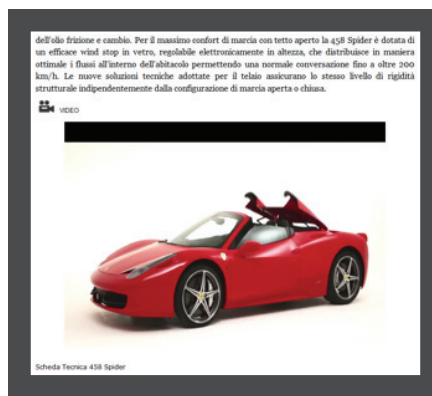 dell'olio frizione e cambio. Per il massimo confort di marcia con tetto aperto la 458 Spider è dotata di
un efficace wind stop in vetro, regolabile elettronicamente in altezza, che distribuisce in maniera
ottimale i flussi all'interno dell'abitacolo permettendo una normale conversazione fino a oltre 200
km/h. Le nuove soluzioni tecniche adottate per il telaio assicurano lo stesso livello di rigidità
strutturale indipendentemente dalla configurazione di marcia aperta o chiusa.
VIDEO
Scheda Tecnica 458 Spider